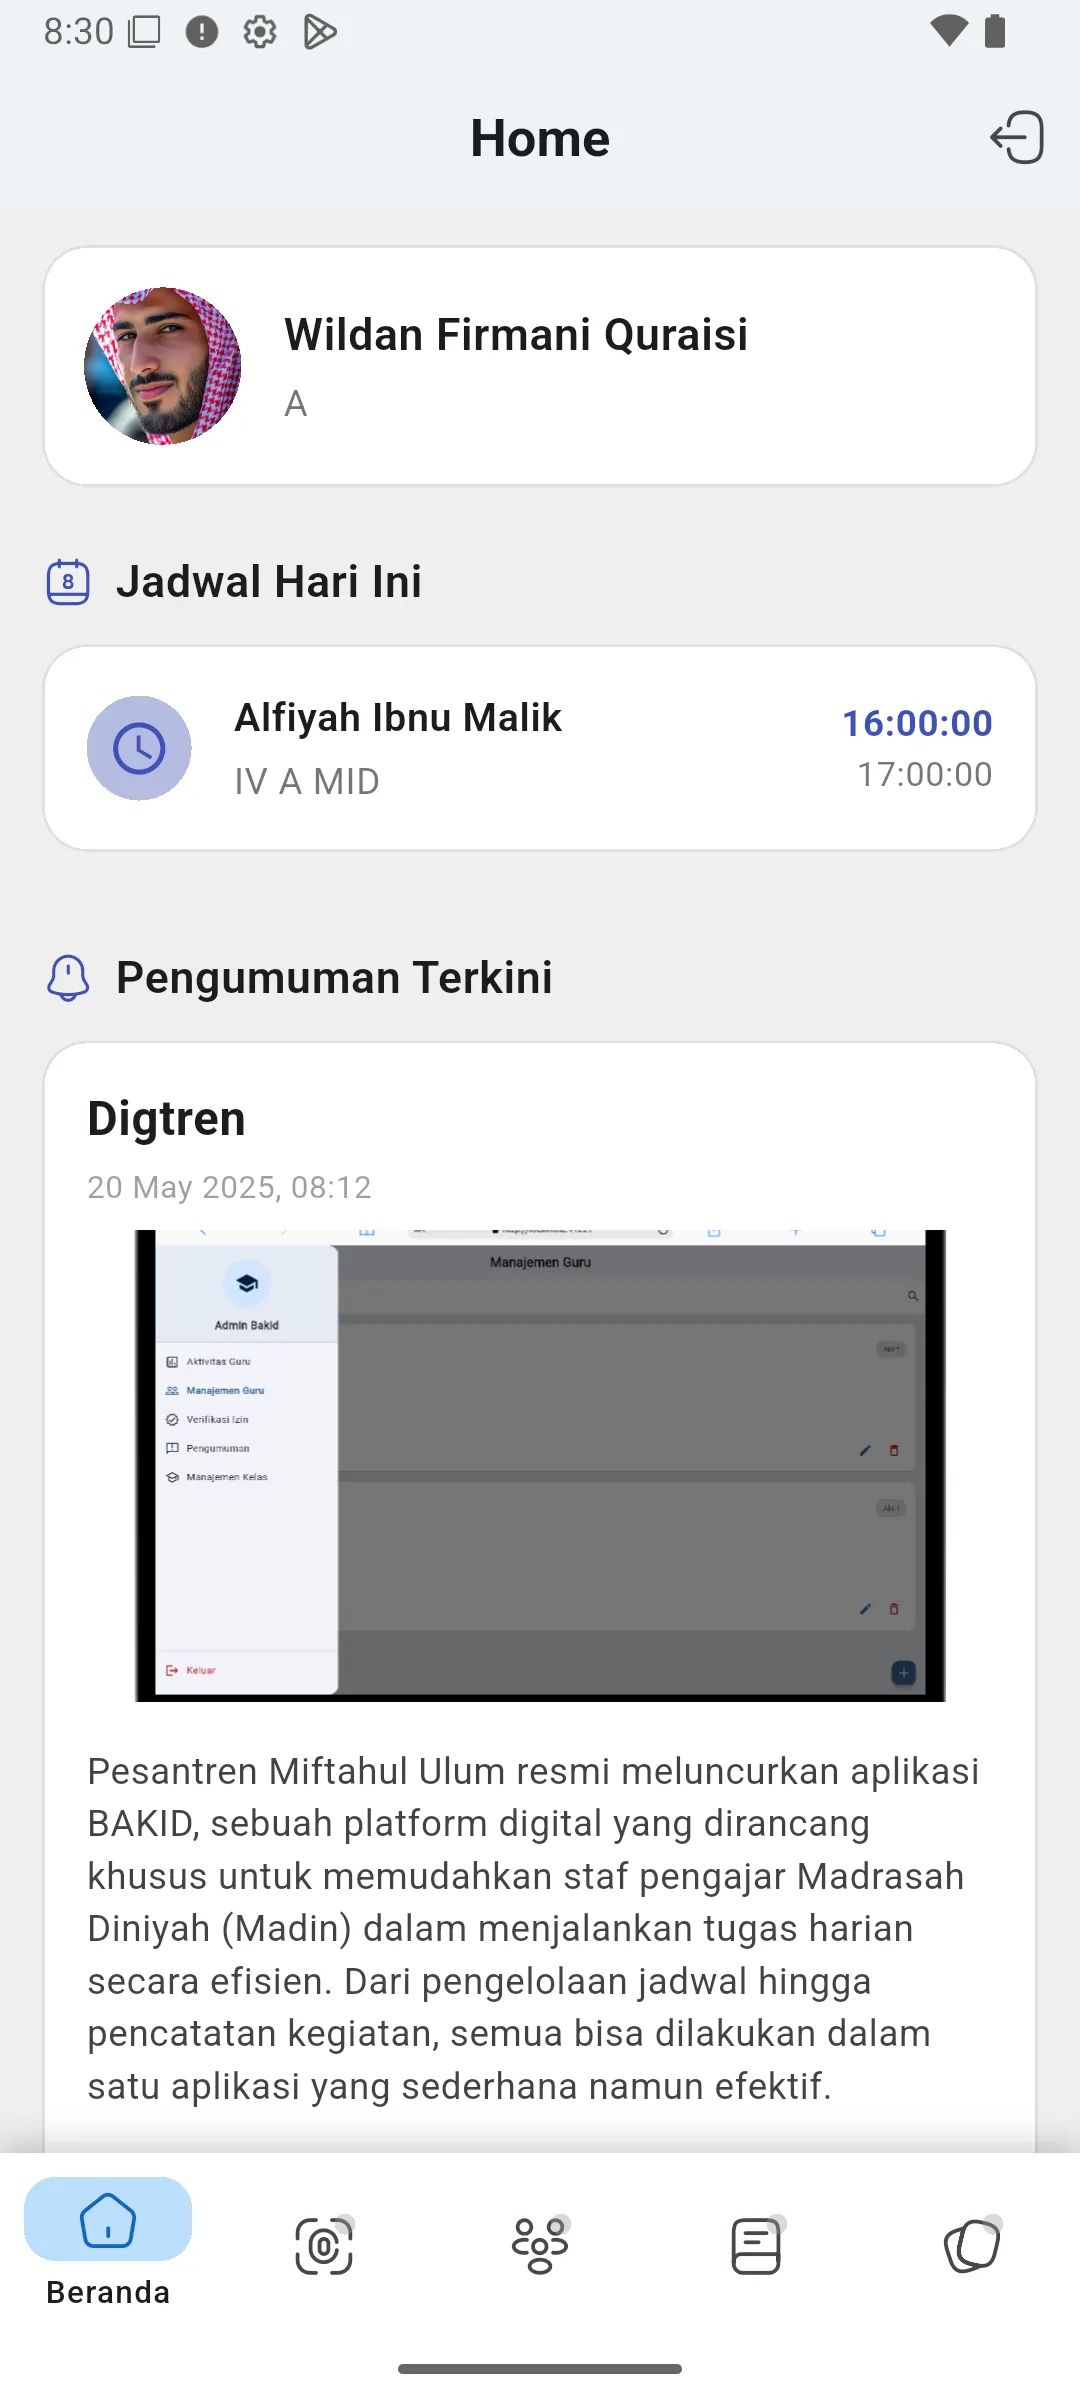 8:30
Home
Wildan Firmani Quraisi
A
8
Jadwal Hari Ini
Alfiyah Ibnu Malik
IV A MID
16:00:00
17:00:00
Pengumuman Terkini
Digtren
20 May 2025, 08:12
Manajemen Guru
Admin Bakid
Aktivitas Guru
Manajemen Guru
Verifikasi Izin
Pengumuman
Manajemen Kelas
Keluar
Pesantren Miftahul Ulum resmi meluncurkan aplikasi
BAKID, sebuah platform digital yang dirancang
khusus untuk memudahkan staf pengajar Madrasah
Diniyah (Madin) dalam menjalankan tugas harian
secara efisien. Dari pengelolaan jadwal hingga
pencatatan kegiatan, semua bisa dilakukan dalam
satu aplikasi yang sederhana namun efektif.
Beranda